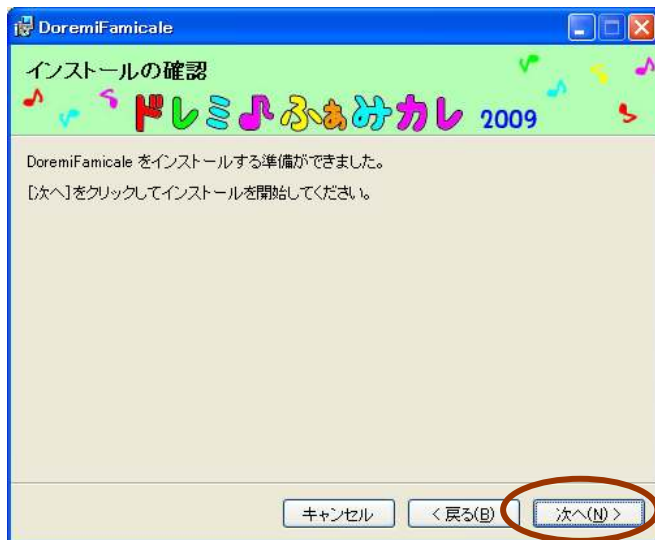 DoremiFamicale
インストールの確認
ドレミ♪ふぁみカレ 2009
DoremiFamicale をインストールする準備ができました。
[次へ]をクリックしてインストールを開始してください。
キャンセル
< 戻る(B)
次へ(N) >